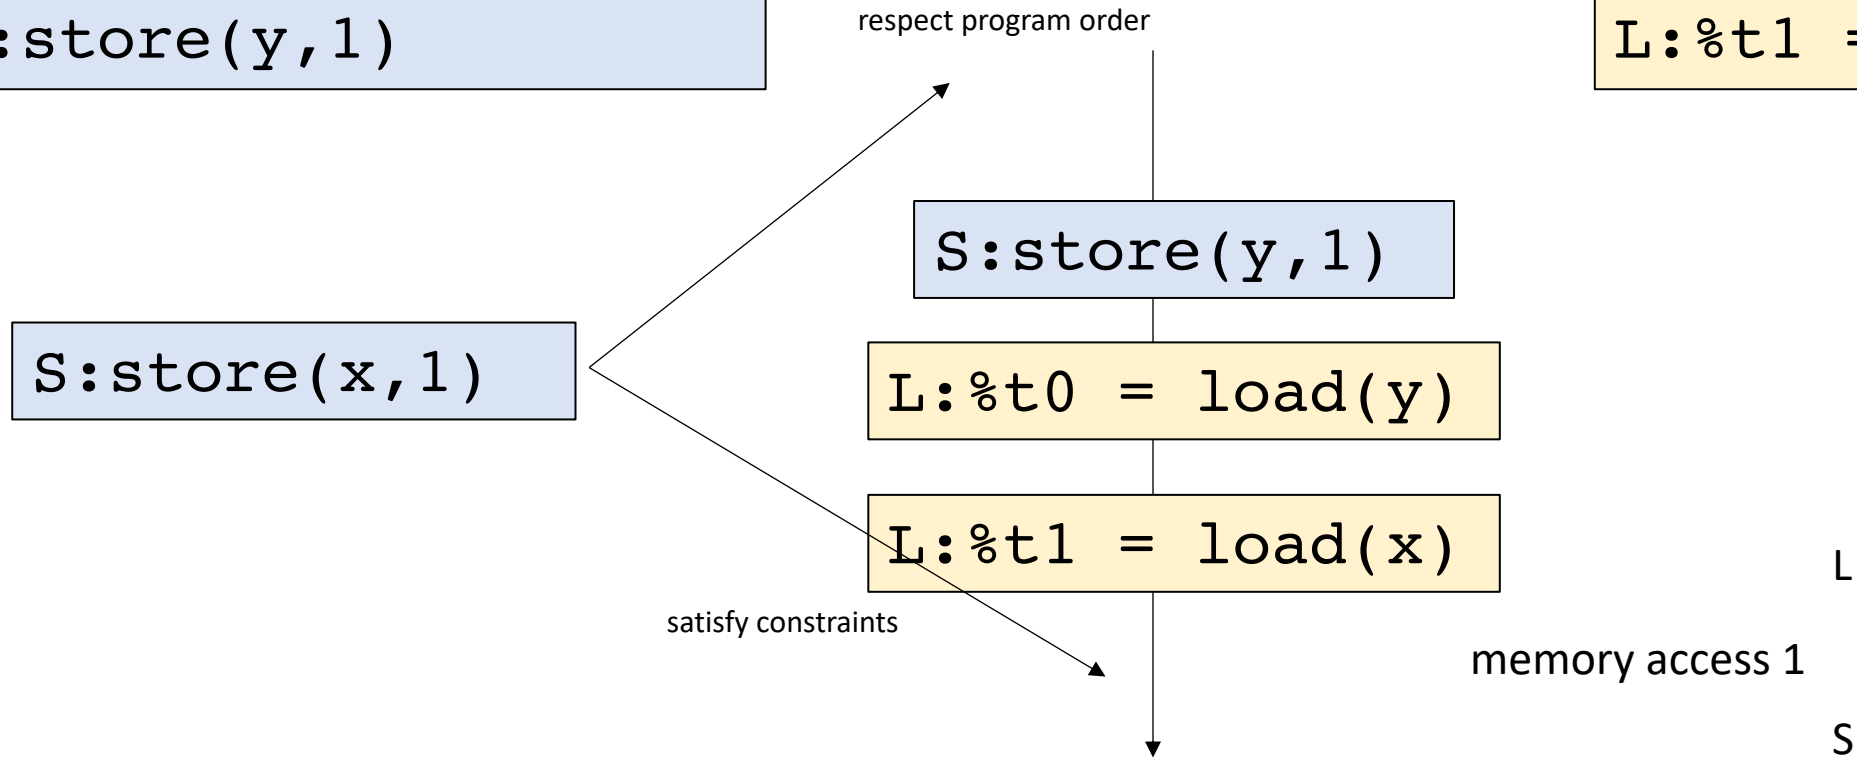 :store(y,1)
respect program order
L:%t1 =
S:store(y,1)
S:store(x,1)
L:%t0 = load(y)
L:%t1 = load(x)
L
satisfy constraints
memory access 1
S